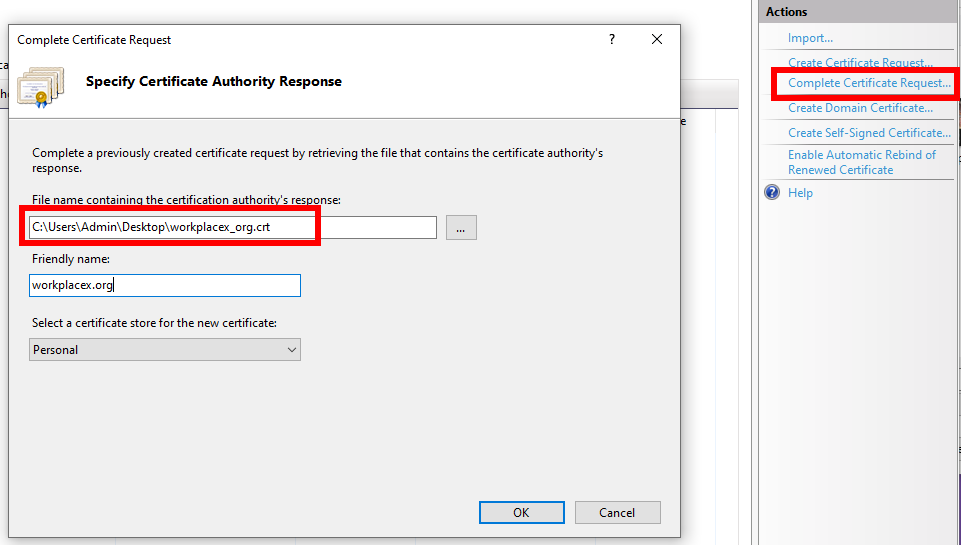 Complete Certificate Request
?
Specify Certificate Authority Response
Complete a previously created certificate request by retrieving the file that contains the certificate authority's
response.
File name containing the certification authority's response:
C:\Users\Admin\Desktop\workplacex_org.crt
...
Friendly name:
workplacex.org
Select a certificate store for the new certificate:
Personal
OK
Cancel
Actions
Import...
Create Certificate Request...
Complete Certificate Request...
Create Domain Certificate...
Create Self-Signed Certificate...
Enable Automatic Rebind of
Renewed Certificate
Help